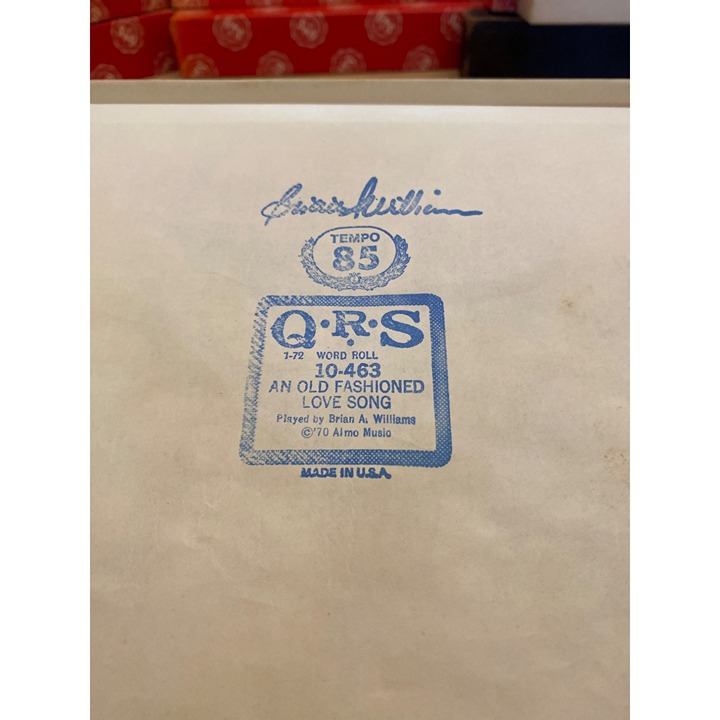 Brian Williams
TEMPO
85
Q·R·S
1-72 WORD ROLL
10-463
AN OLD FASHIONED
LOVE SONG
Played by Brian A. Williams
©'70 Almo Music
MADE IN U.S.A.